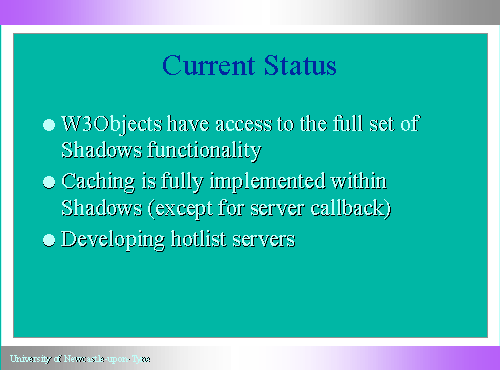 Current Status
W3Objects have access to the full set of
Shadows functionality
Caching is fully implemented within
Shadows (except for server callback)
Developing hotlist servers
University of Newcastle upon Tyne